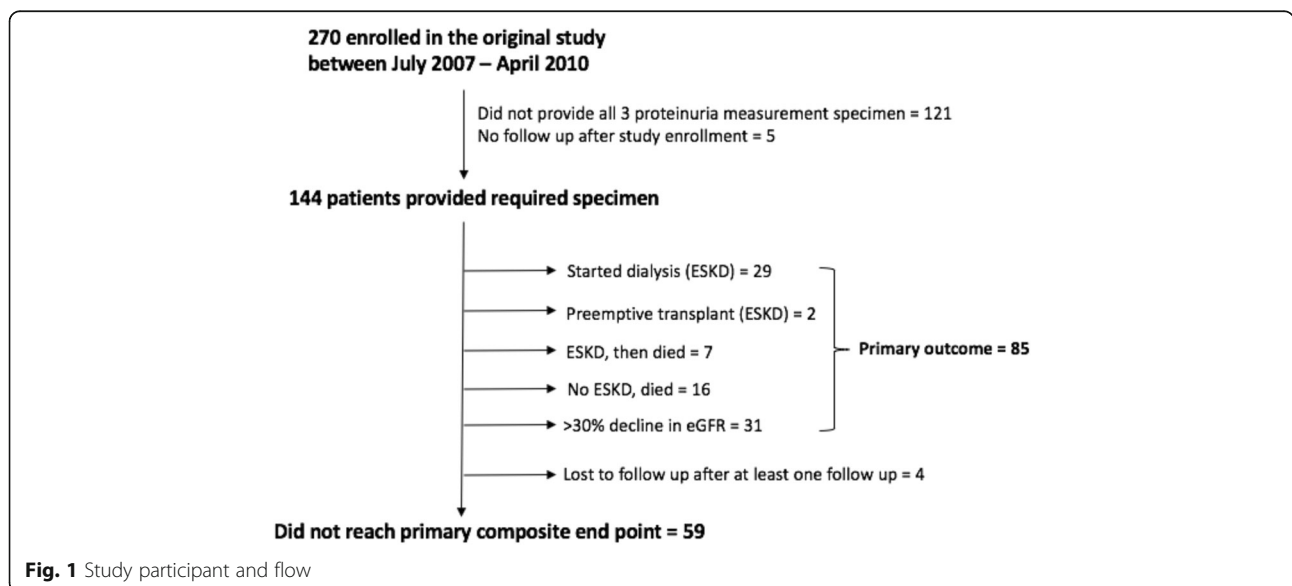 270 enrolled in the original study
between July 2007 – April 2010
Did not provide all 3 proteinuria measurement specimen = 121
No follow up after study enrollment = 5
144 patients provided required specimen
Started dialysis (ESKD) = 29
Preemptive transplant (ESKD) = 2
ESKD, then died = 7
No ESKD, died = 16
>30% decline in eGFR = 31
Primary outcome = 85
Lost to follow up after at least one follow up = 4
Did not reach primary composite end point = 59
Fig. 1 Study participant and flow